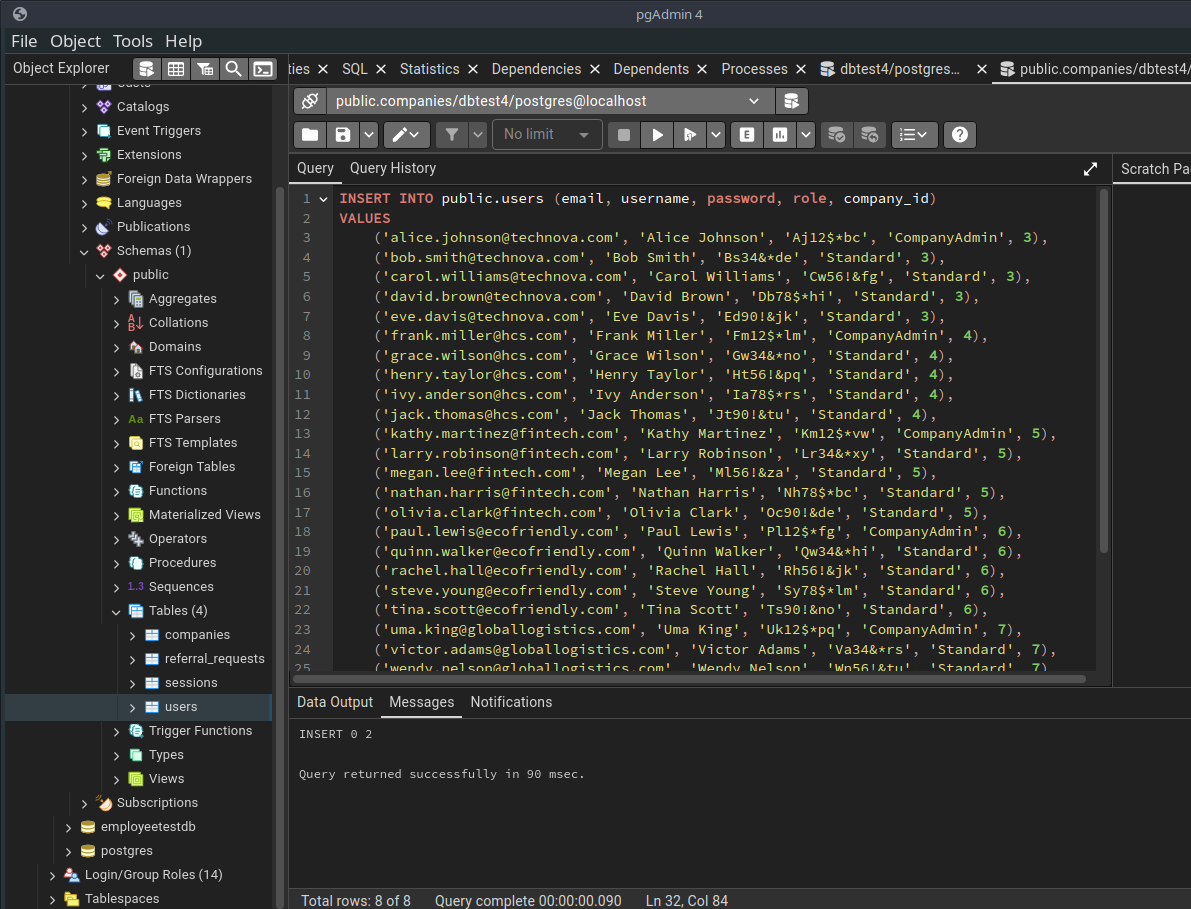 pgAdmin 4
File Object Tools Help
Object Explorer
Catalogs
Event Triggers
Extensions
Foreign Data Wrappers
Languages
Publications
Schemas (1)
public
Aggregates
Collations
Domains
FTS Configurations
FTS Dictionaries
Aa FTS Parsers
FTS Templates
Foreign Tables
Functions
Materialized Views
Operators
Procedures
1..3 Sequences
Tables (4)
companies
referral_requests
sessions
users
Trigger Functions
Types
Views
Subscriptions
employeetestdb
postgres
Login/Group Roles (14)
Tablespaces
ties SQL Statistics Dependencies Dependents Processes dbtest4/postgres... public.companies/dbtest4/
public.companies/dbtest4/postgres@localhost
No limit
Query Query History
Scratch Pa
1 INSERT INTO public.users (email, username, password, role, company_id)
2 VALUES
3 ('alice.johnson@technova.com', 'Alice Johnson', 'Aj12$*bc', 'CompanyAdmin', 3),
4 ('bob.smith@technova.com', 'Bob Smith', 'Bs34&*de', 'Standard', 3),
5 ('carol.williams@technova.com', 'Carol Williams', 'Cw56!&fg', 'Standard', 3),
6 ('david.brown@technova.com', 'David Brown', 'Db78$*hi', 'Standard', 3),
7 ('eve.davis@technova.com', 'Eve Davis', 'Ed90!&jk', 'Standard', 3),
8 ('frank.miller@hcs.com', 'Frank Miller', 'Fm12$*lm', 'CompanyAdmin', 4),
9 ('grace.wilson@hcs.com', 'Grace Wilson', 'Gw34&*no', 'Standard', 4),
10 ('henry.taylor@hcs.com', 'Henry Taylor', 'Ht56!&pq', 'Standard', 4),
11 ('ivy.anderson@hcs.com', 'Ivy Anderson', 'Ia78$*rs', 'Standard', 4),
12 ('jack.thomas@hcs.com', 'Jack Thomas', 'Jt90!&tu', 'Standard', 4),
13 ('kathy.martinez@fintech.com', 'Kathy Martinez', 'Km12$*vw', 'CompanyAdmin', 5),
14 ('larry.robinson@fintech.com', 'Larry Robinson', 'Lr34&*xy', 'Standard', 5),
15 ('megan.lee@fintech.com', 'Megan Lee', 'Ml56!&za', 'Standard', 5),
16 ('nathan.harris@fintech.com', 'Nathan Harris', 'Nh78$*bc', 'Standard', 5),
17 ('olivia.clark@fintech.com', 'Olivia Clark', 'Oc90!&de', 'Standard', 5),
18 ('paul.lewis@ecofriendly.com', 'Paul Lewis', 'Pl12$*fg', 'CompanyAdmin', 6),
19 ('quinn.walker@ecofriendly.com', 'Quinn Walker', 'Qw34&*hi', 'Standard', 6),
20 ('rachel.hall@ecofriendly.com', 'Rachel Hall', 'Rh56!&jk', 'Standard', 6),
21 ('steve.young@ecofriendly.com', 'Steve Young', 'Sy78$*lm', 'Standard', 6),
22 ('tina.scott@ecofriendly.com', 'Tina Scott', 'Ts90!&no', 'Standard', 6),
23 ('uma.king@globallogistics.com', 'Uma King', 'Uk12$*pq', 'CompanyAdmin', 7),
24 ('victor.adams@globallogistics.com', 'Victor Adams', 'Va34&*rs', 'Standard', 7),
25 ('wendy.nelson@globallogistics.com', 'Wendy Nelson', 'Wn56!&tu', 'Standard', 7)
Data Output Messages Notifications
INSERT 0 2
Query returned successfully in 90 msec.
Total rows: 8 of 8 Query complete 00:00:00.090 Ln 32, Col 84